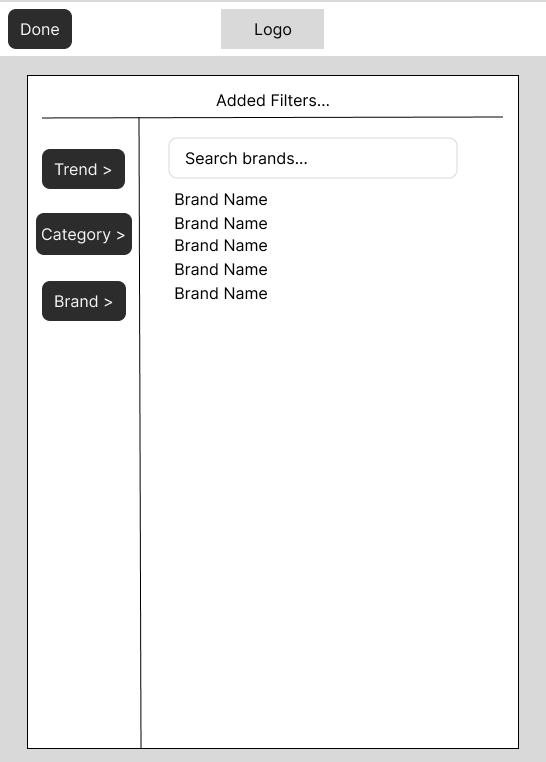 Done
Logo
Added Filters...
Trend >
Category >
Brand >
Search brands...
Brand Name
Brand Name
Brand Name
Brand Name
Brand Name